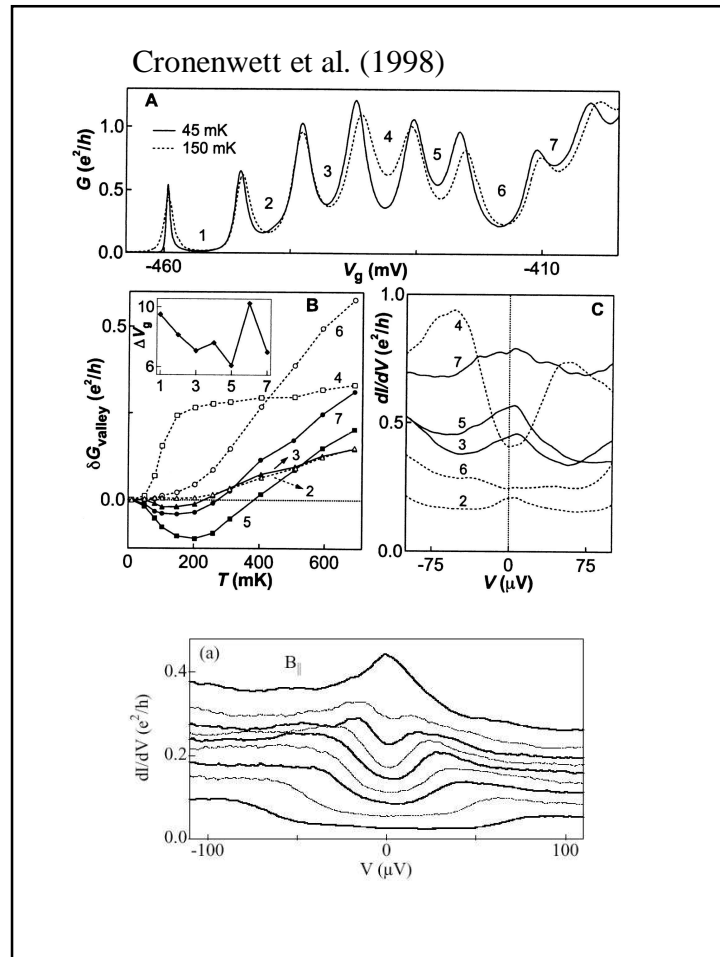 Cronenwett et al. (1998)
A
45 mK
150 mK
G (e²/h)
1.0
0.5
0.0
1
2
3
4
5
6
7
-460
V_g (mV)
-410
B
δG_valley (e²/h)
0.5
0.0
ΔV_g
10
6
1
3
5
7
6
4
7
3
2
5
0
200
400
600
T (mK)
C
dI/dV (e²/h)
1.0
0.5
0.0
4
7
5
3
6
2
-75
0
75
V (μV)
(a)
B_||
dI/dV (e²/h)
0.4
0.2
0.0
-100
0
100
V (μV)